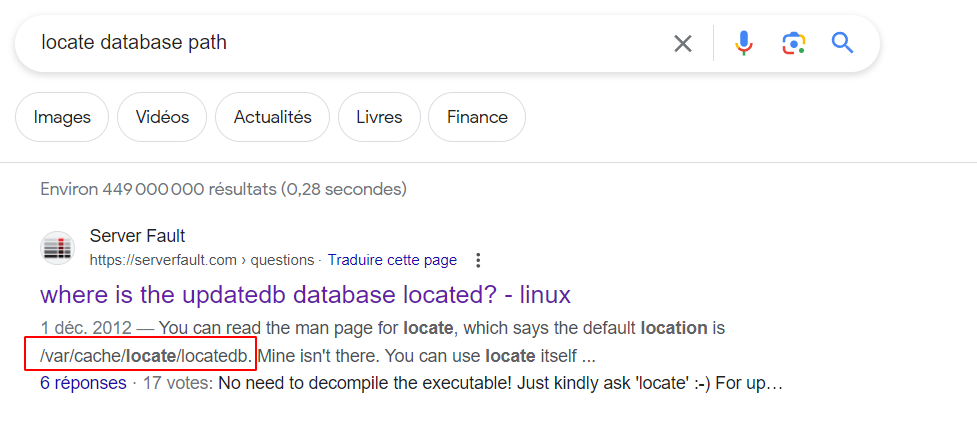 locate database path
Images Vidéos Actualités Livres Finance
Environ 449 000 000 résultats (0,28 secondes)
Server Fault
https://serverfault.com › questions · Traduire cette page
where is the updatedb database located? - linux
1 déc. 2012 — You can read the man page for locate, which says the default location is
/var/cache/locate/locatedb. Mine isn't there. You can use locate itself ...
6 réponses · 17 votes: No need to decompile the executable! Just kindly ask 'locate' :-) For up…